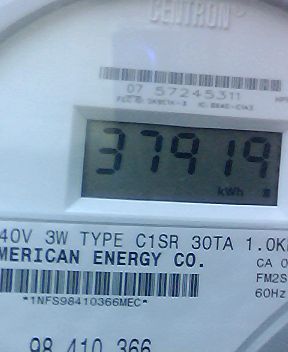 CENTRON®
07 57245311
37919
kWh
40V 3W TYPE C1SR 30TA 1.0K
MERICAN ENERGY CO.
CA 0
FM2S
60Hz
*1NFS98410366MEC*
98 410 366